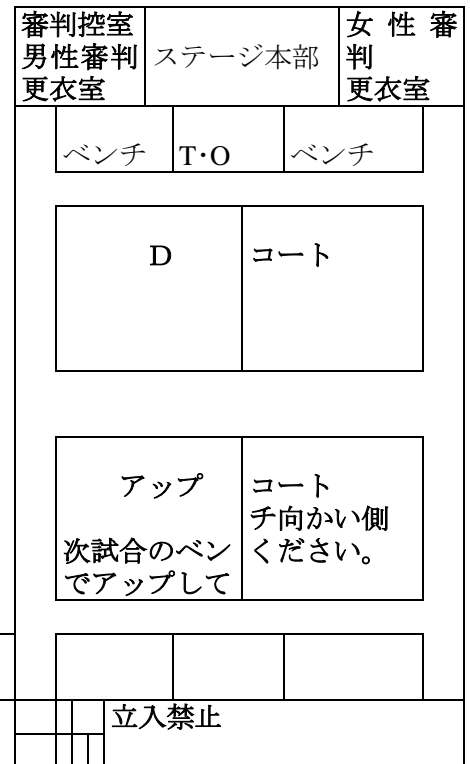 審判控室
男性審判
更衣室
ステージ本部
女性審
判
更衣室
ベンチ
T・O
ベンチ
D
コート
アップ
コート
次試合のベン
チ向かい側
でアップして
ください。
立入禁止